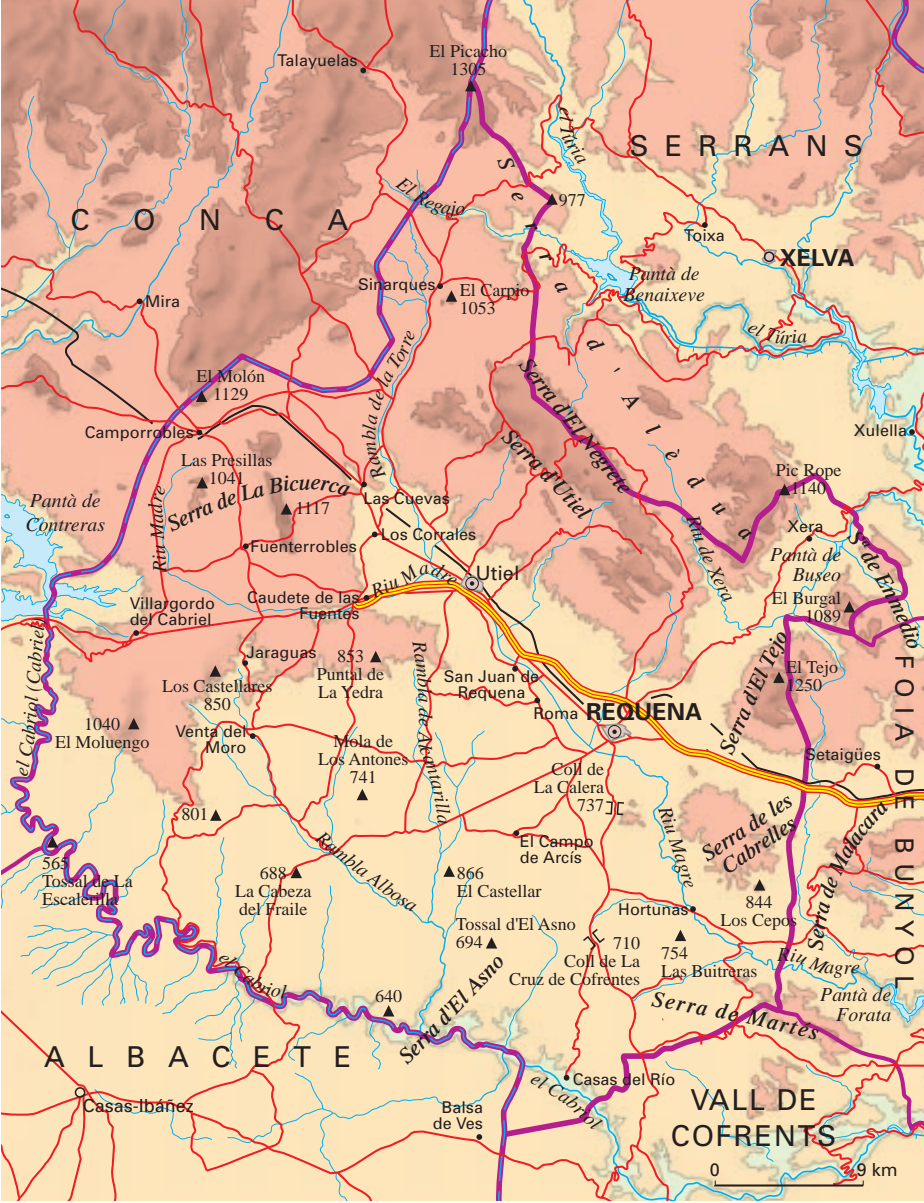 El Picacho
1305
Talayuelas
el Túria
SERRANS
Serra d'Alèdua
El Regajo
977
CONCA
Toixa
XELVA
Pantà de
Benaixeve
Sinarques
El Carpio
1053
Mira
el Túria
Rambla de la Torre
El Molón
1129
Serra d'El Negrete
Camporrobles
Xulella
Serra d'Utiel
Las Presillas
1041
Pic Rope
1140
Serra de La Bicuerca
Las Cuevas
1117
Pantà de
Contreras
Riu Madre
Riu de Xera
Xera
S. de Enmedio
Los Corrales
Fuenterrobles
Pantà de
Buseo
Riu Madre
Utiel
Caudete de las
Fuentes
El Burgal
1089
Villargordo
del Cabriel
el Cabriol (Cabriel)
Jaraguas
853
Puntal de
La Yedra
Rambla de Alcantarilla
San Juan de
Requena
Serra d'El Tejo
El Tejo
1250
Los Castellares
850
Roma
REQUENA
FOIA DE BUNYOL
1040
El Moluengo
Venta del
Moro
Mola de
Los Antones
741
Setaigües
Coll de
La Calera
737
801
Riu Magre
Serra de les
Cabrelles
Serra de Malacara
El Campo
de Arcís
Rambla Albosa
565
Tossal de La
Escalerilla
688
La Cabeza
del Fraile
866
El Castellar
844
Los Cepos
Hortunas
Tossal d'El Asno
694
710
Coll de La
Cruz de Cofrentes
754
Las Buitreras
Riu Magre
el Cabriol
Serra d'El Asno
Pantà de
Forata
640
Serra de Martés
ALBACETE
el Cabriol
Casas del Río
Casas-Ibáñez
Balsa
de Ves
VALL DE
COFRENTS
0 9 km